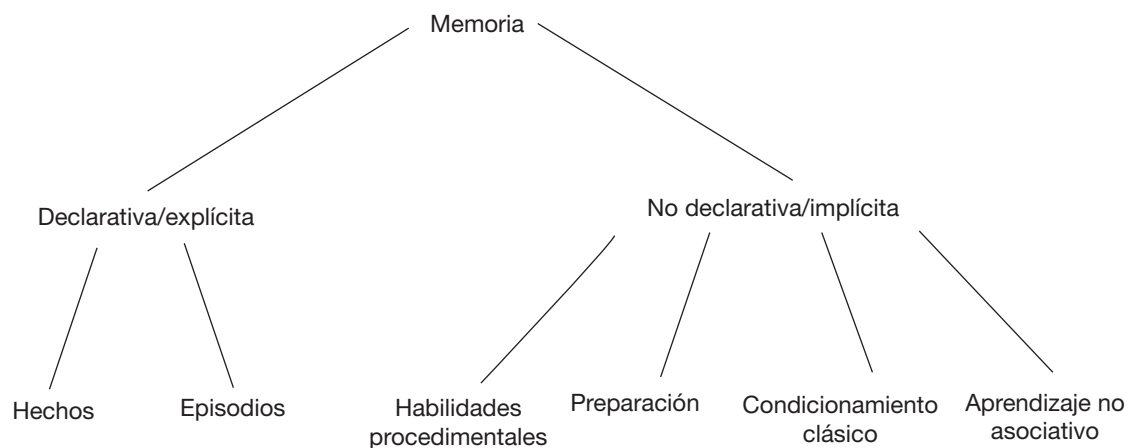 Memoria
Declarativa/explícita
No declarativa/implícita
Hechos
Episodios
Habilidades
procedimentales
Preparación
Condicionamiento
clásico
Aprendizaje no
asociativo